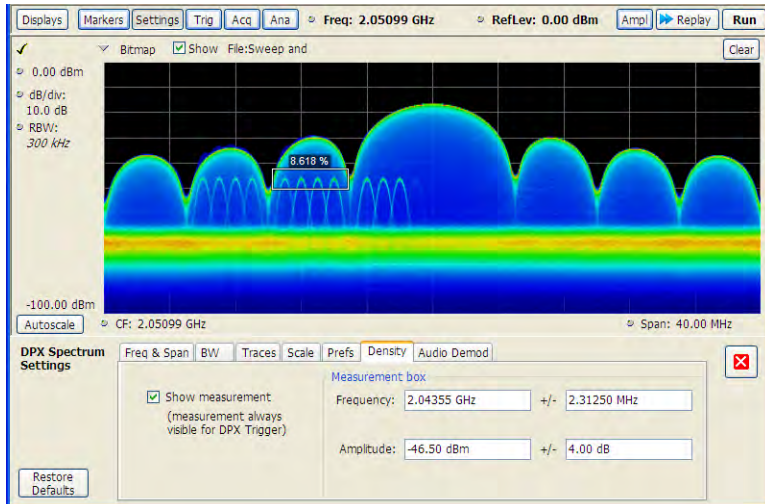 Displays Markers Settings Trig Acq Ana Freq: 2.05099 GHz RefLev: 0.00 dBm Ampl Replay Run
Bitmap Show File:Sweep and Clear
0.00 dBm
dB/div:
10.0 dB
RBW:
300 kHz
8.618 %
-100.00 dBm
Autoscale CF: 2.05099 GHz Span: 40.00 MHz
DPX Spectrum
Settings
Freq & Span BW Traces Scale Prefs Density Audio Demod
Measurement box
Show measurement
(measurement always
visible for DPX Trigger)
Frequency: 2.04355 GHz +/- 2.31250 MHz
Amplitude: -46.50 dBm +/- 4.00 dB
Restore
Defaults